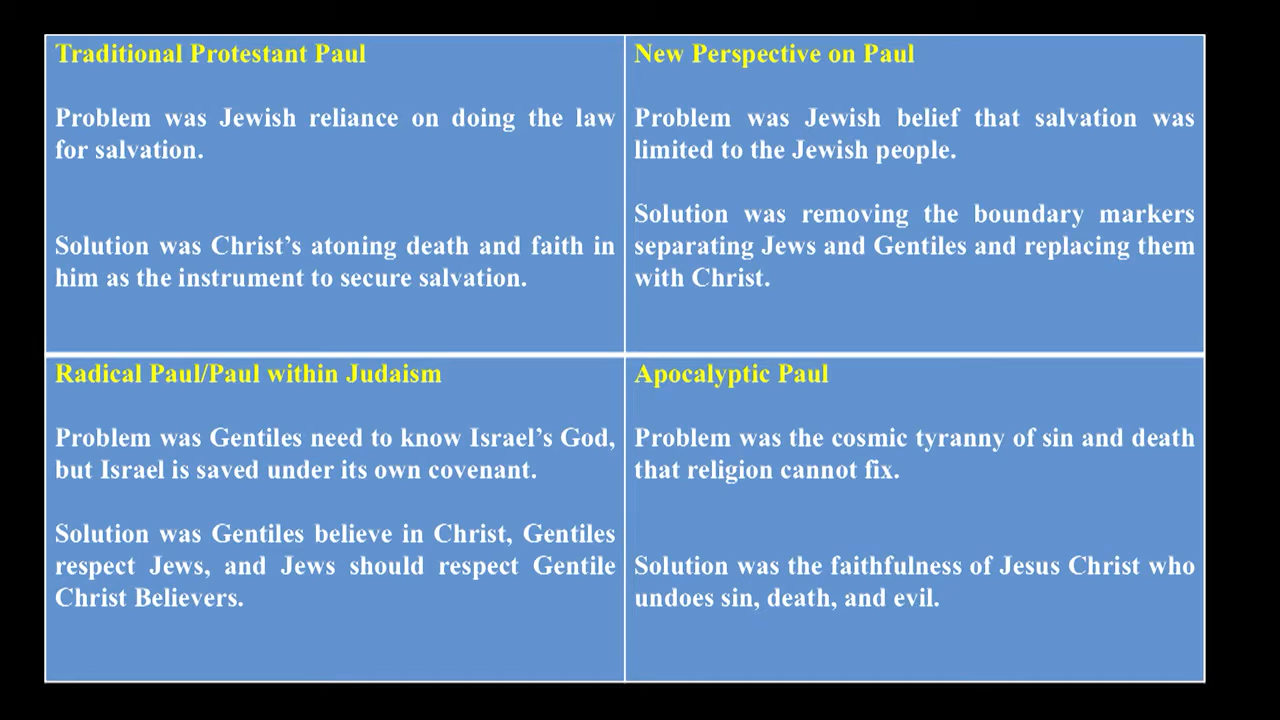 Traditional Protestant Paul
Problem was Jewish reliance on doing the law
for salvation.
Solution was Christ's atoning death and faith in
him as the instrument to secure salvation.
New Perspective on Paul
Problem was Jewish belief that salvation was
limited to the Jewish people.
Solution was removing the boundary markers
separating Jews and Gentiles and replacing them
with Christ.
Radical Paul/Paul within Judaism
Problem was Gentiles need to know Israel's God,
but Israel is saved under its own covenant.
Solution was Gentiles believe in Christ, Gentiles
respect Jews, and Jews should respect Gentile
Christ Believers.
Apocalyptic Paul
Problem was the cosmic tyranny of sin and death
that religion cannot fix.
Solution was the faithfulness of Jesus Christ who
undoes sin, death, and evil.